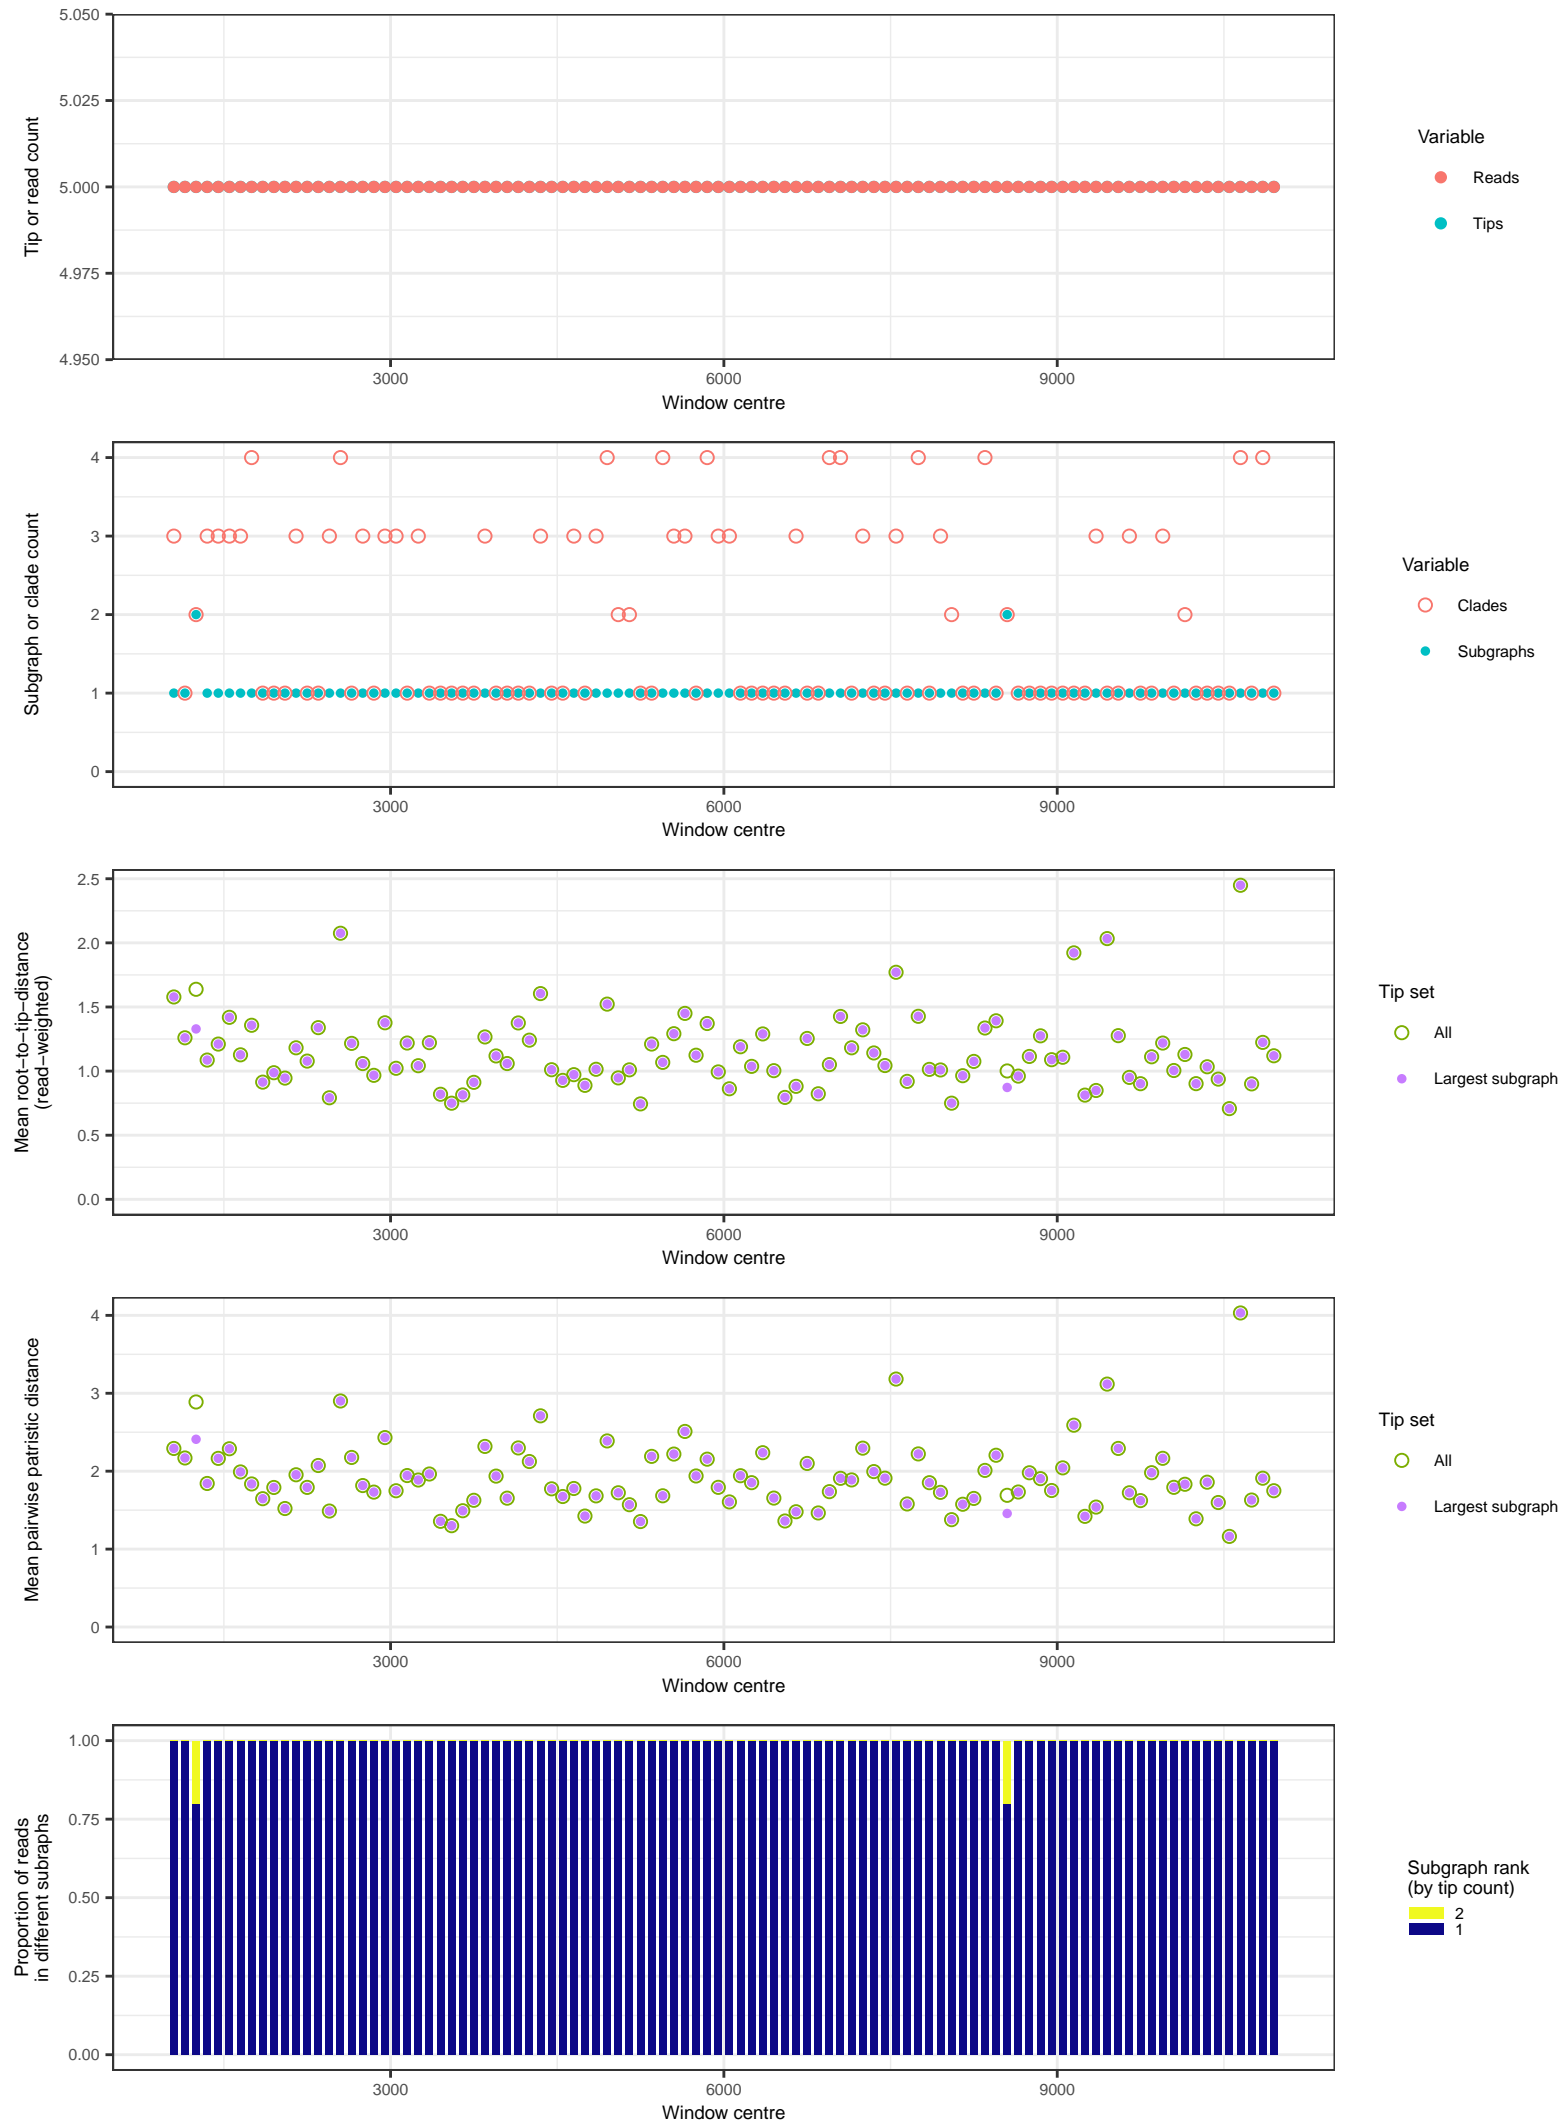 5.050
5.025
5.000
4.975
4.950
Tip or read count
3000
6000
9000
Window centre
Variable
Reads
Tips
4
3
2
1
0
Subgraph or clade count
3000
6000
9000
Window centre
Variable
Clades
Subgraphs
2.5
2.0
1.5
1.0
0.5
0.0
Mean root−to−tip−distance
(read−weighted)
3000
6000
9000
Window centre
Tip set
All
Largest subgraph
4
3
2
1
0
Mean pairwise patristic distance
3000
6000
9000
Window centre
Tip set
All
Largest subgraph
1.00
0.75
0.50
0.25
0.00
Proportion of reads
in different subraphs
3000
6000
9000
Window centre
Subgraph rank
(by tip count)
2
1